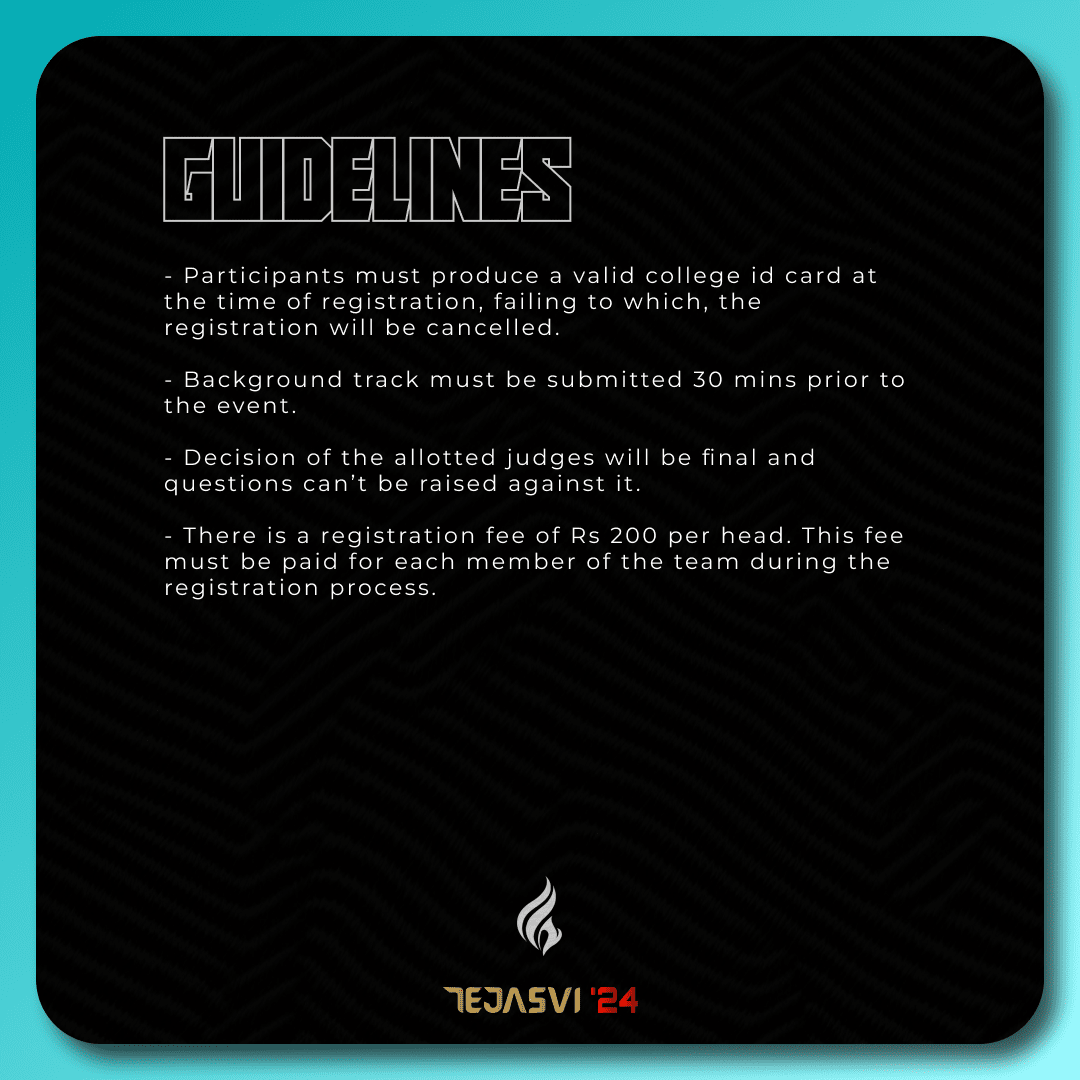 GUIDELINES
- Participants must produce a valid college id card at
the time of registration, failing to which, the
registration will be cancelled.
- Background track must be submitted 30 mins prior to
the event.
- Decision of the allotted judges will be final and
questions can’t be raised against it.
- There is a registration fee of Rs 200 per head. This fee
must be paid for each member of the team during the
registration process.
TEJASVI '24